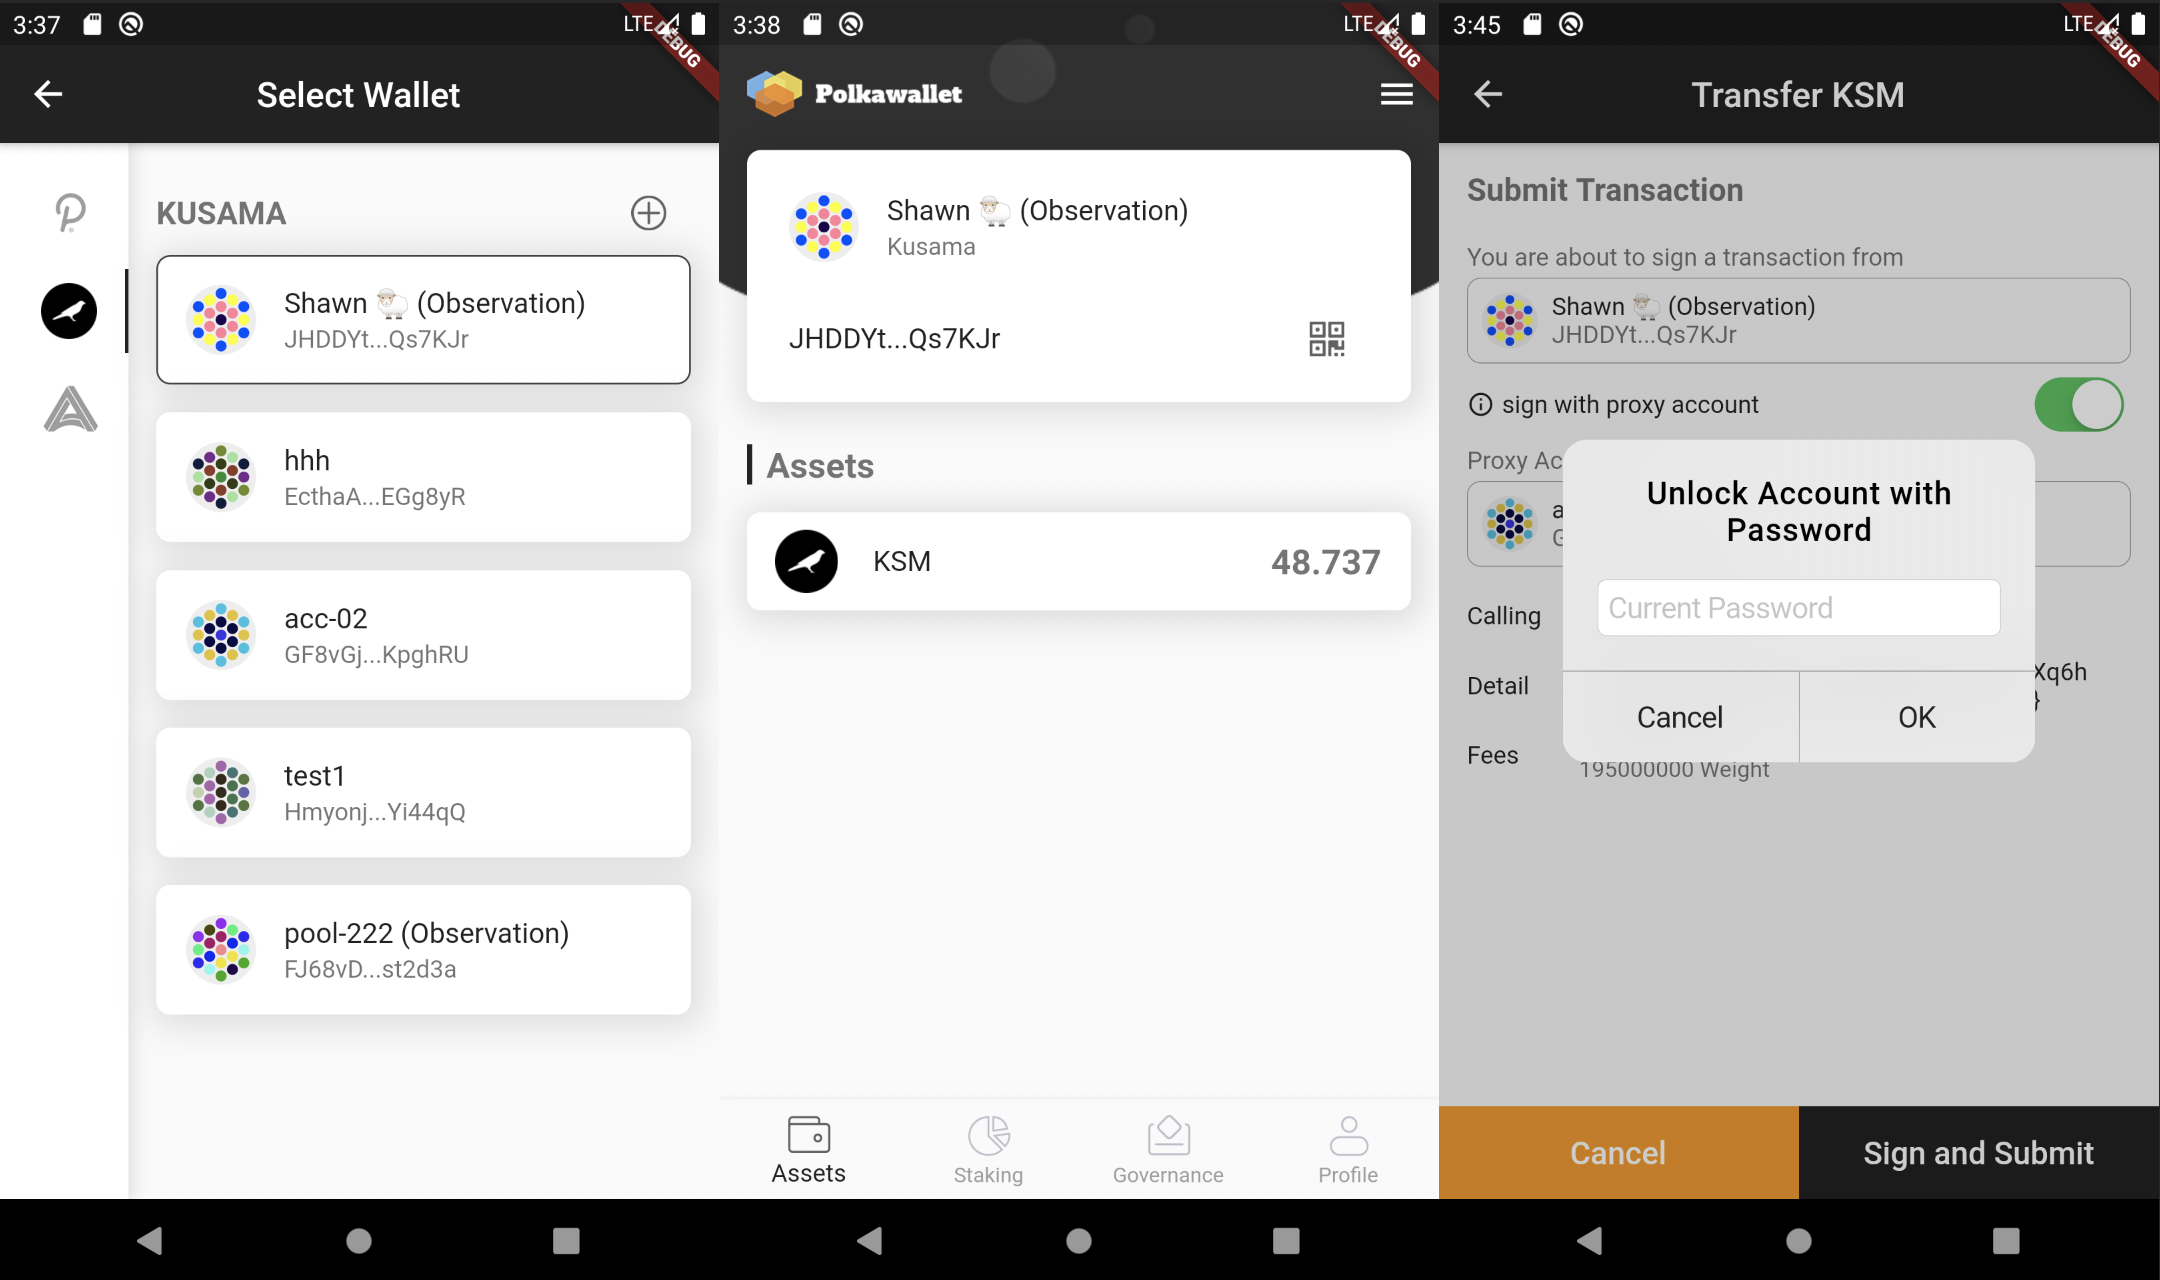 3:37
LTE
DEBUG
Select Wallet
KUSAMA
Shawn 🐑 (Observation)
JHDDYt...Qs7KJr
hhh
EcthaA...EGg8yR
acc-02
GF8vGj...KpghRU
test1
Hmyonj...Yi44qQ
pool-222 (Observation)
FJ68vD...st2d3a
3:38
LTE
DEBUG
Polkawallet
Shawn 🐑 (Observation)
Kusama
JHDDYt...Qs7KJr
Assets
KSM 48.737
Assets Staking Governance Profile
3:45
LTE
DEBUG
Transfer KSM
Submit Transaction
You are about to sign a transaction from
Shawn 🐑 (Observation)
JHDDYt...Qs7KJr
sign with proxy account
Proxy Ac
a
G
Unlock Account with
Password
Current Password
Cancel OK
Calling
Detail Xq6h
}
Fees
195000000 Weight
Cancel Sign and Submit